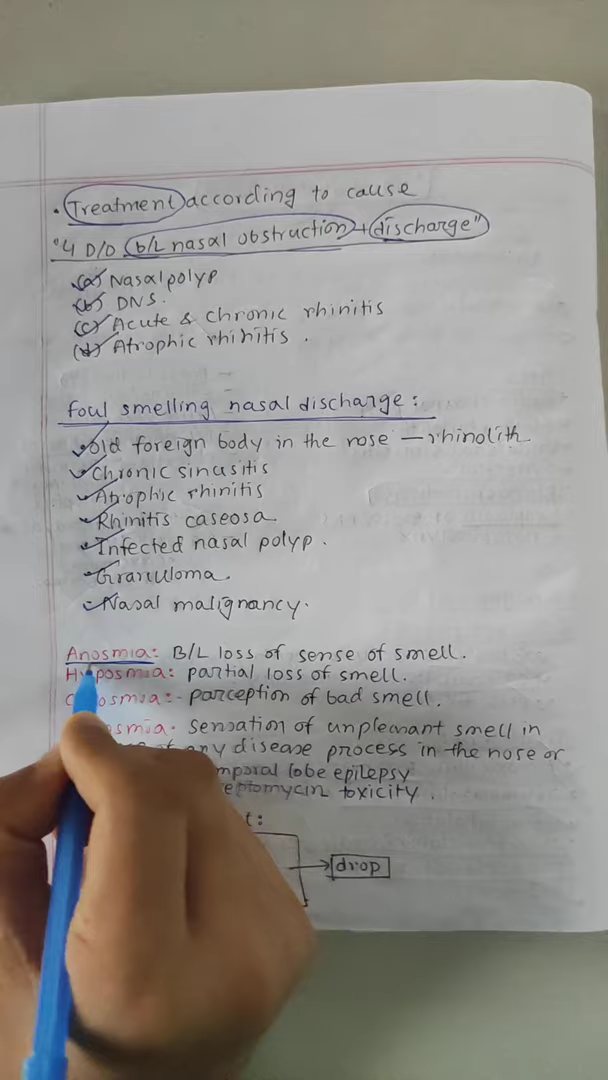 . Treatment according to cause
"4 D/D b/L nasal obstruction + discharge"
(a) Nasal polyp
(b) DNS.
(c) Acute & chronic rhinitis
(d) Atrophic rhinitis .
Foul smelling nasal discharge :
Old foreign body in the nose — rhinolith
Chronic sinusitis
Atrophic rhinitis
Rhinitis caseosa.
Infected nasal polyp .
Granuloma.
Nasal malignancy.
Anosmia: B/L loss of sense of smell.
Hyposmia: partial loss of smell.
parception of bad smell.
sensation of unpleasant smell in
any disease process in the nose or
lobe epilepsy
toxicity .
drop